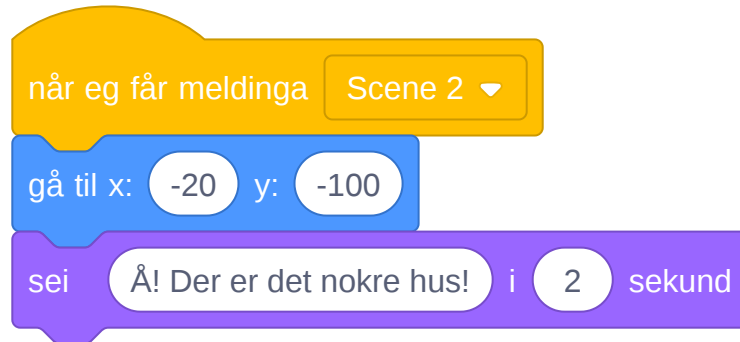 når eg får meldinga Scene 2
gå til x: -20 y: -100
sei Å! Der er det nokre hus! i 2 sekund